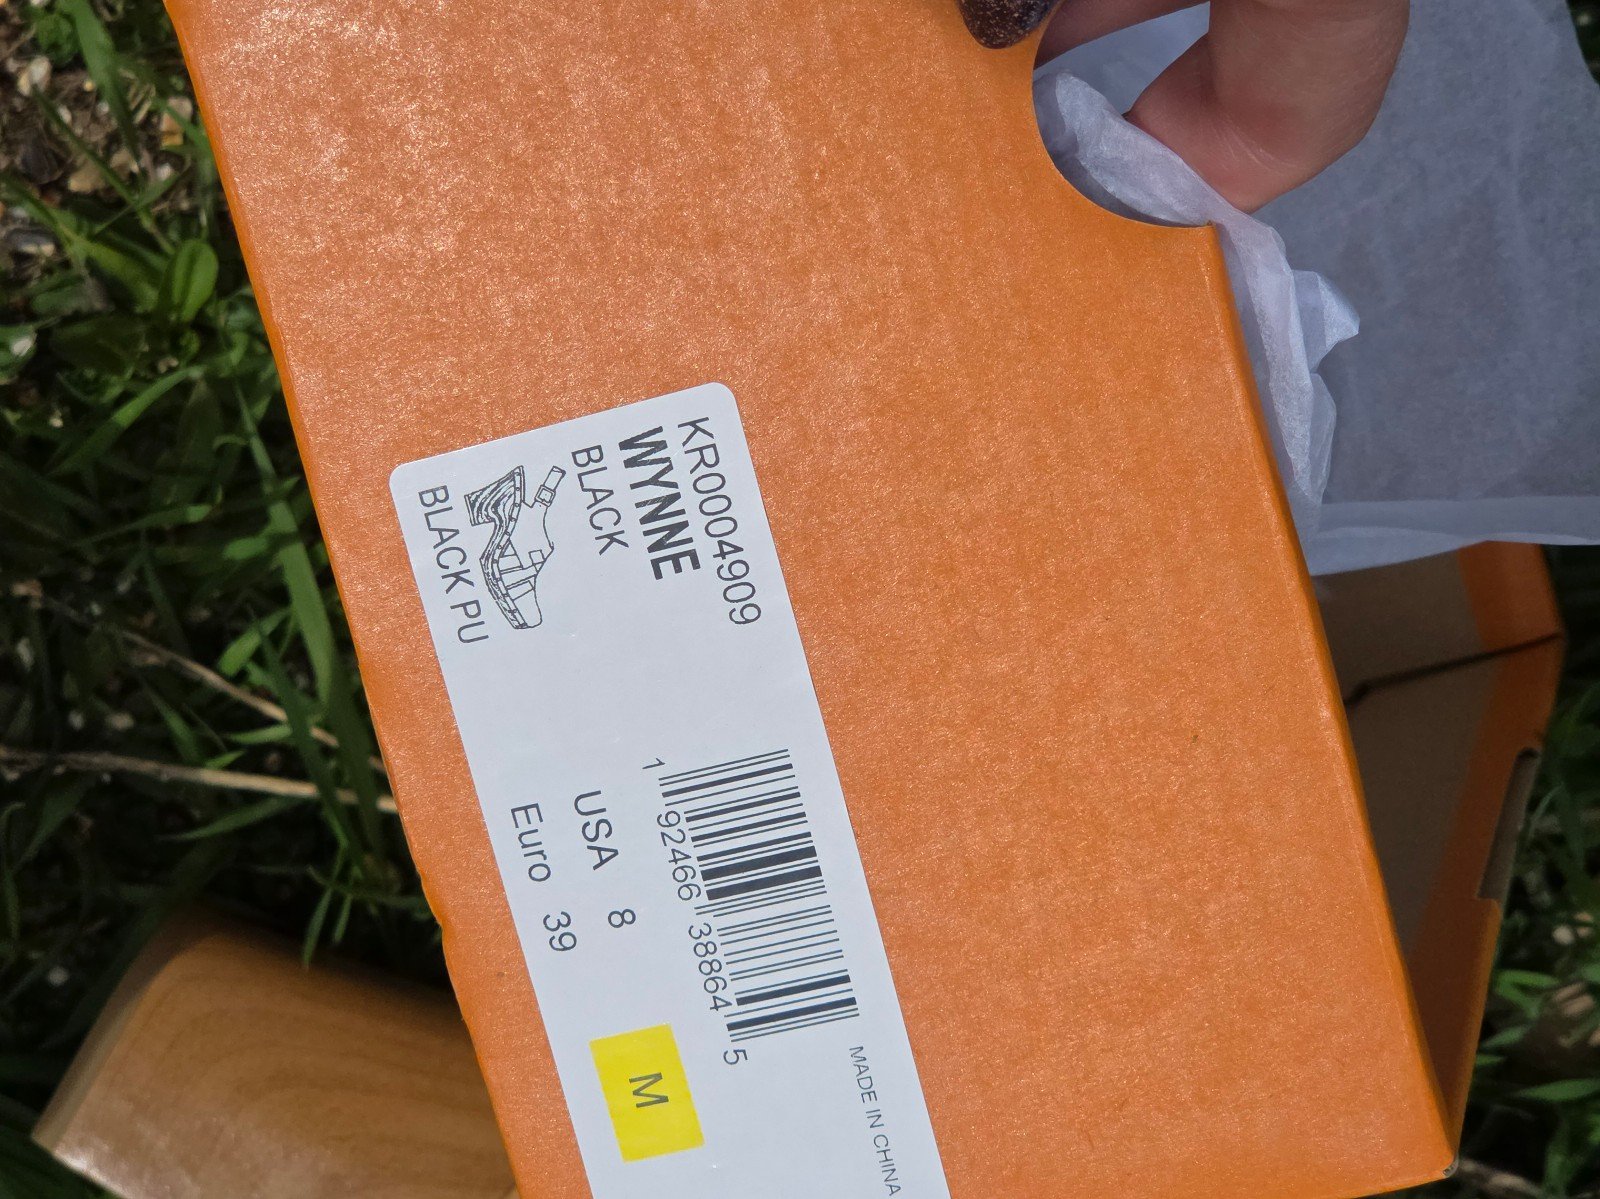 KR0004909
WYNNE
BLACK
BLACK PU
1 92466 38864 5
USA 8
Euro 39
M
MADE IN CHINA